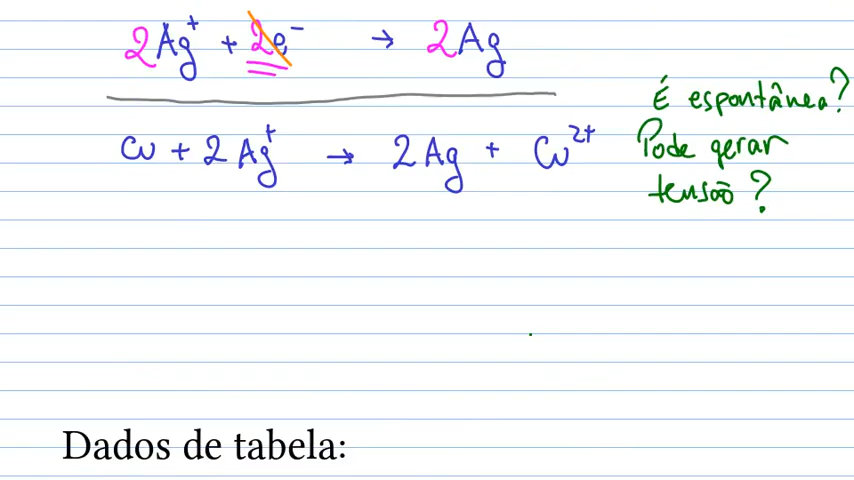 2Ag⁺ + 2e⁻ → 2Ag
Cu + 2Ag⁺ → 2Ag + Cu²⁺
É espontânea?
Pode gerar
tensão?
Dados de tabela: